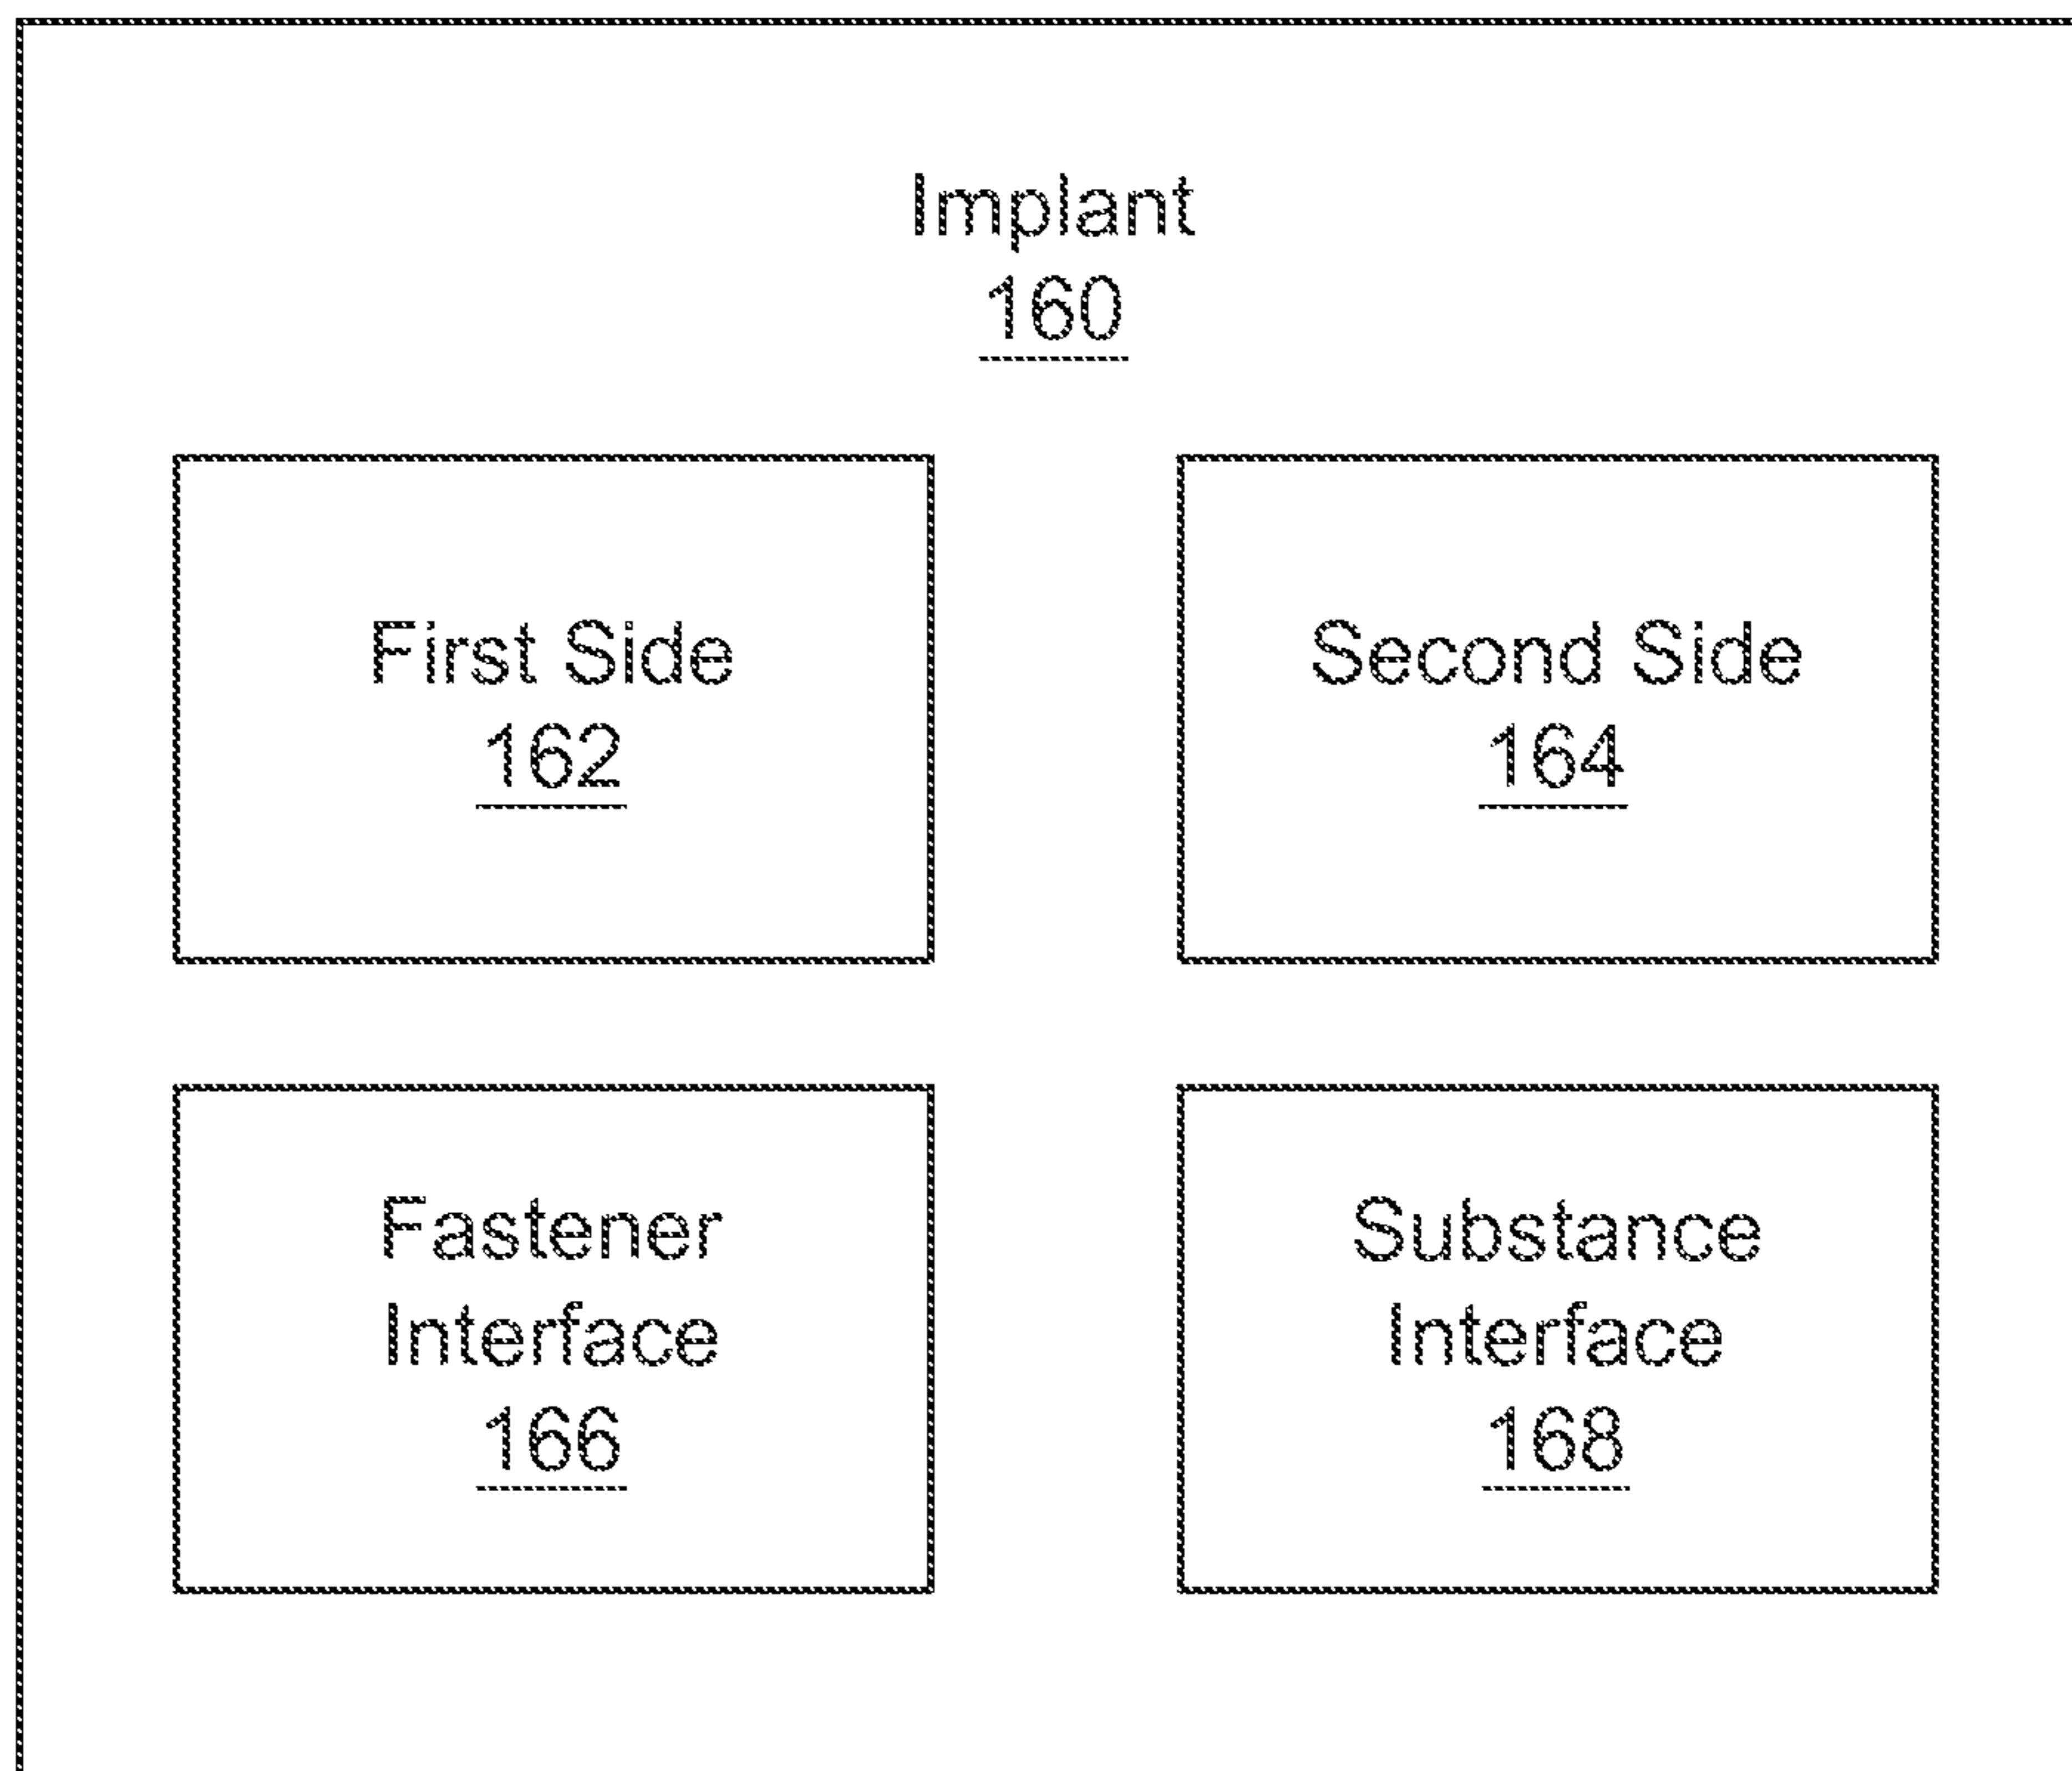 Implant
160
First Side
162
Second Side
164
Fastener
Interface
166
Substance
Interface
168